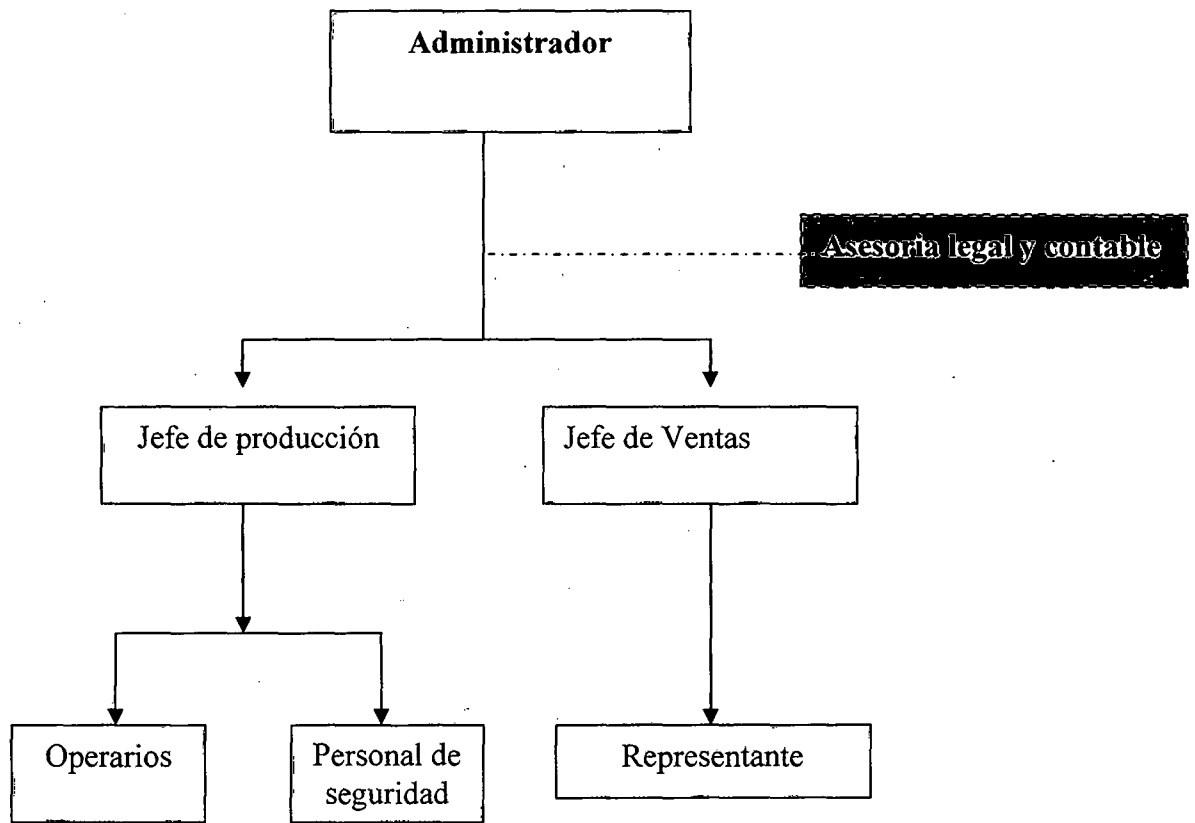 Administrador
Asesoria legal y contable
Jefe de producción
Jefe de Ventas
Operarios
Personal de
seguridad
Representante